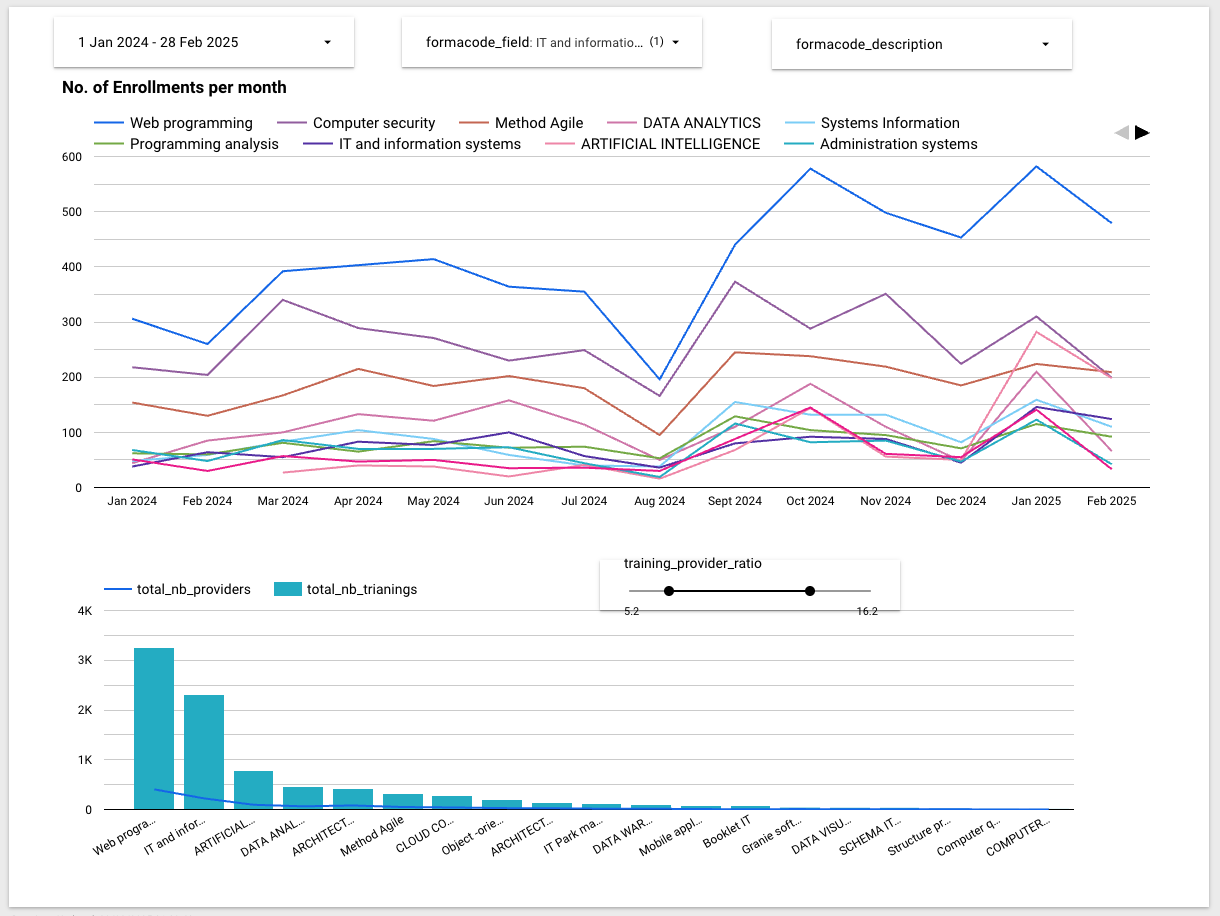 1 Jan 2024 - 28 Feb 2025
formacode_field: IT and informatio... (1)
formacode_description
No. of Enrollments per month
Web programming Computer security Method Agile DATA ANALYTICS Systems Information
Programming analysis IT and information systems ARTIFICIAL INTELLIGENCE Administration systems
600
500
400
300
200
100
0
Jan 2024 Feb 2024 Mar 2024 Apr 2024 May 2024 Jun 2024 Jul 2024 Aug 2024 Sept 2024 Oct 2024 Nov 2024 Dec 2024 Jan 2025 Feb 2025
training_provider_ratio
5.2 16.2
total_nb_providers total_nb_trianings
4K
3K
2K
1K
0
Web progra...
IT and infor...
ARTIFICIAL...
DATA ANAL...
ARCHITECT...
Method Agile
CLOUD CO...
Object -orie...
ARCHITECT...
IT Park ma...
DATA WAR...
Mobile appl...
Booklet IT
Granie soft...
DATA VISU...
SCHEMA IT...
Structure pr...
Computer q...
COMPUTER...